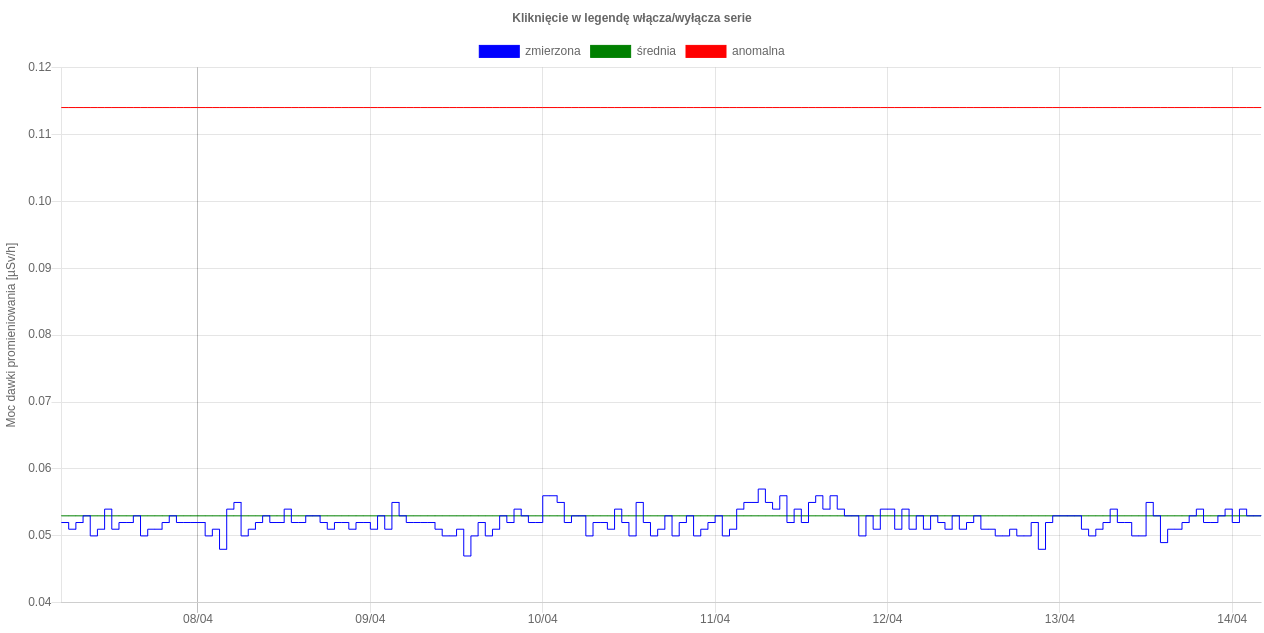 Kliknięcie w legendę włącza/wyłącza serie
zmierzona średnia anomalna
Moc dawki promieniowania [µSv/h]
0.12
0.11
0.10
0.09
0.08
0.07
0.06
0.05
0.04
08/04 09/04 10/04 11/04 12/04 13/04 14/04